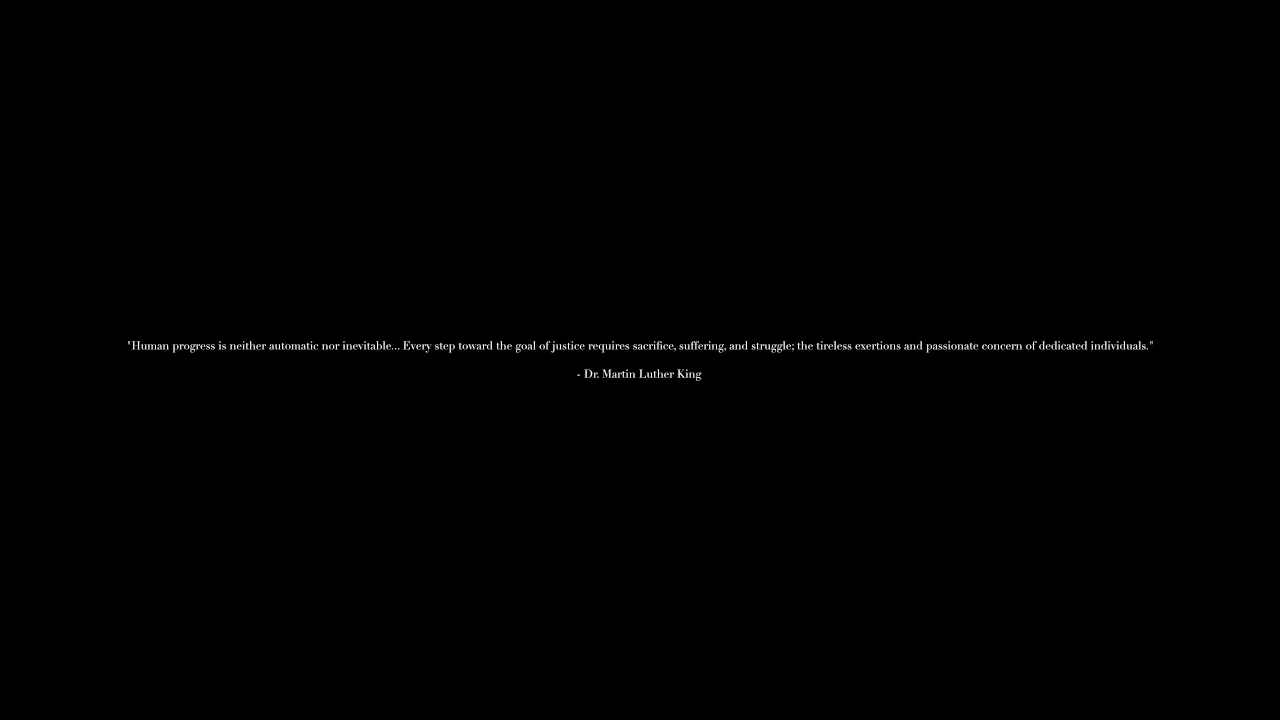 "Human progress is neither automatic nor inevitable... Every step toward the goal of justice requires sacrifice, suffering, and struggle; the tireless exertions and passionate concern of dedicated individuals."
- Dr. Martin Luther King